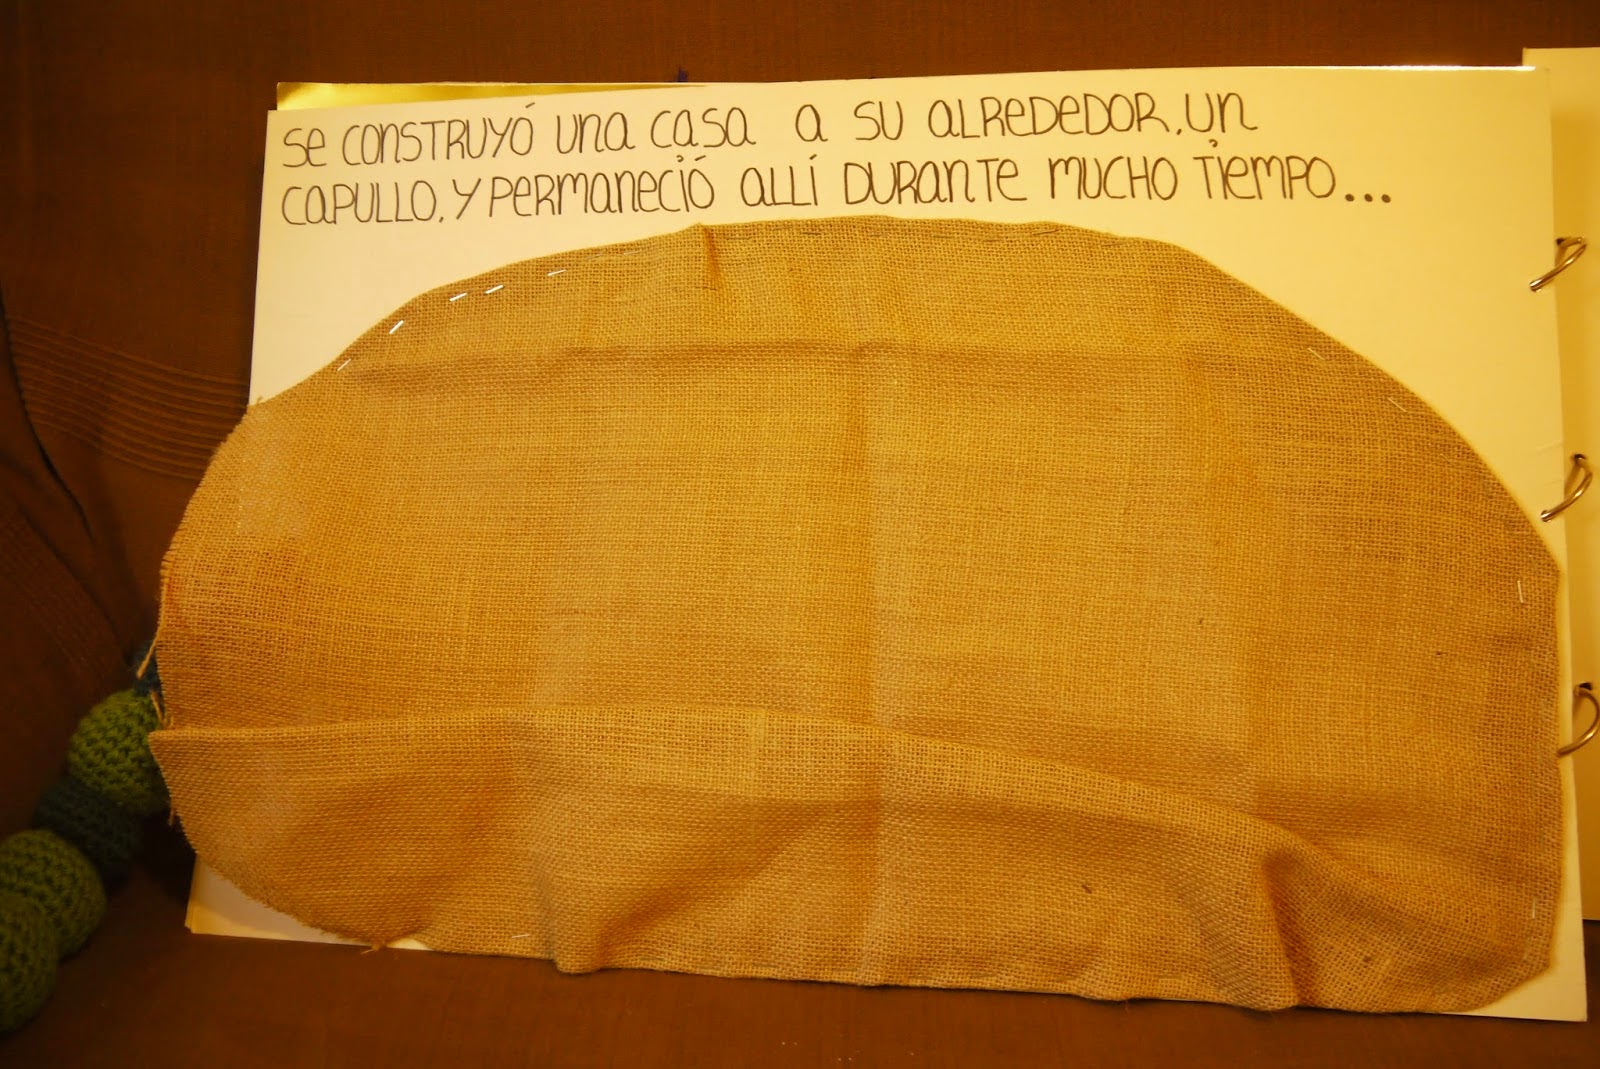 Se construyó una casa a su alrededor, un
capullo, y permaneció allí durante mucho tiempo...